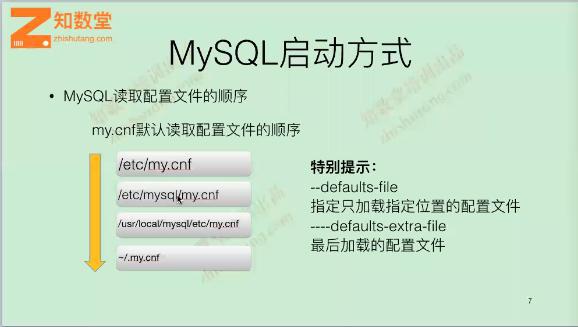 知数堂
zhishutang.com
MySQL启动方式
• MySQL读取配置文件的顺序
my.cnf默认读取配置文件的顺序
/etc/my.cnf
/etc/mysql/my.cnf
/usr/local/mysql/etc/my.cnf
~/.my.cnf
特别提示：
--defaults-file
指定只加载指定位置的配置文件
----defaults-extra-file
最后加载的配置文件
7